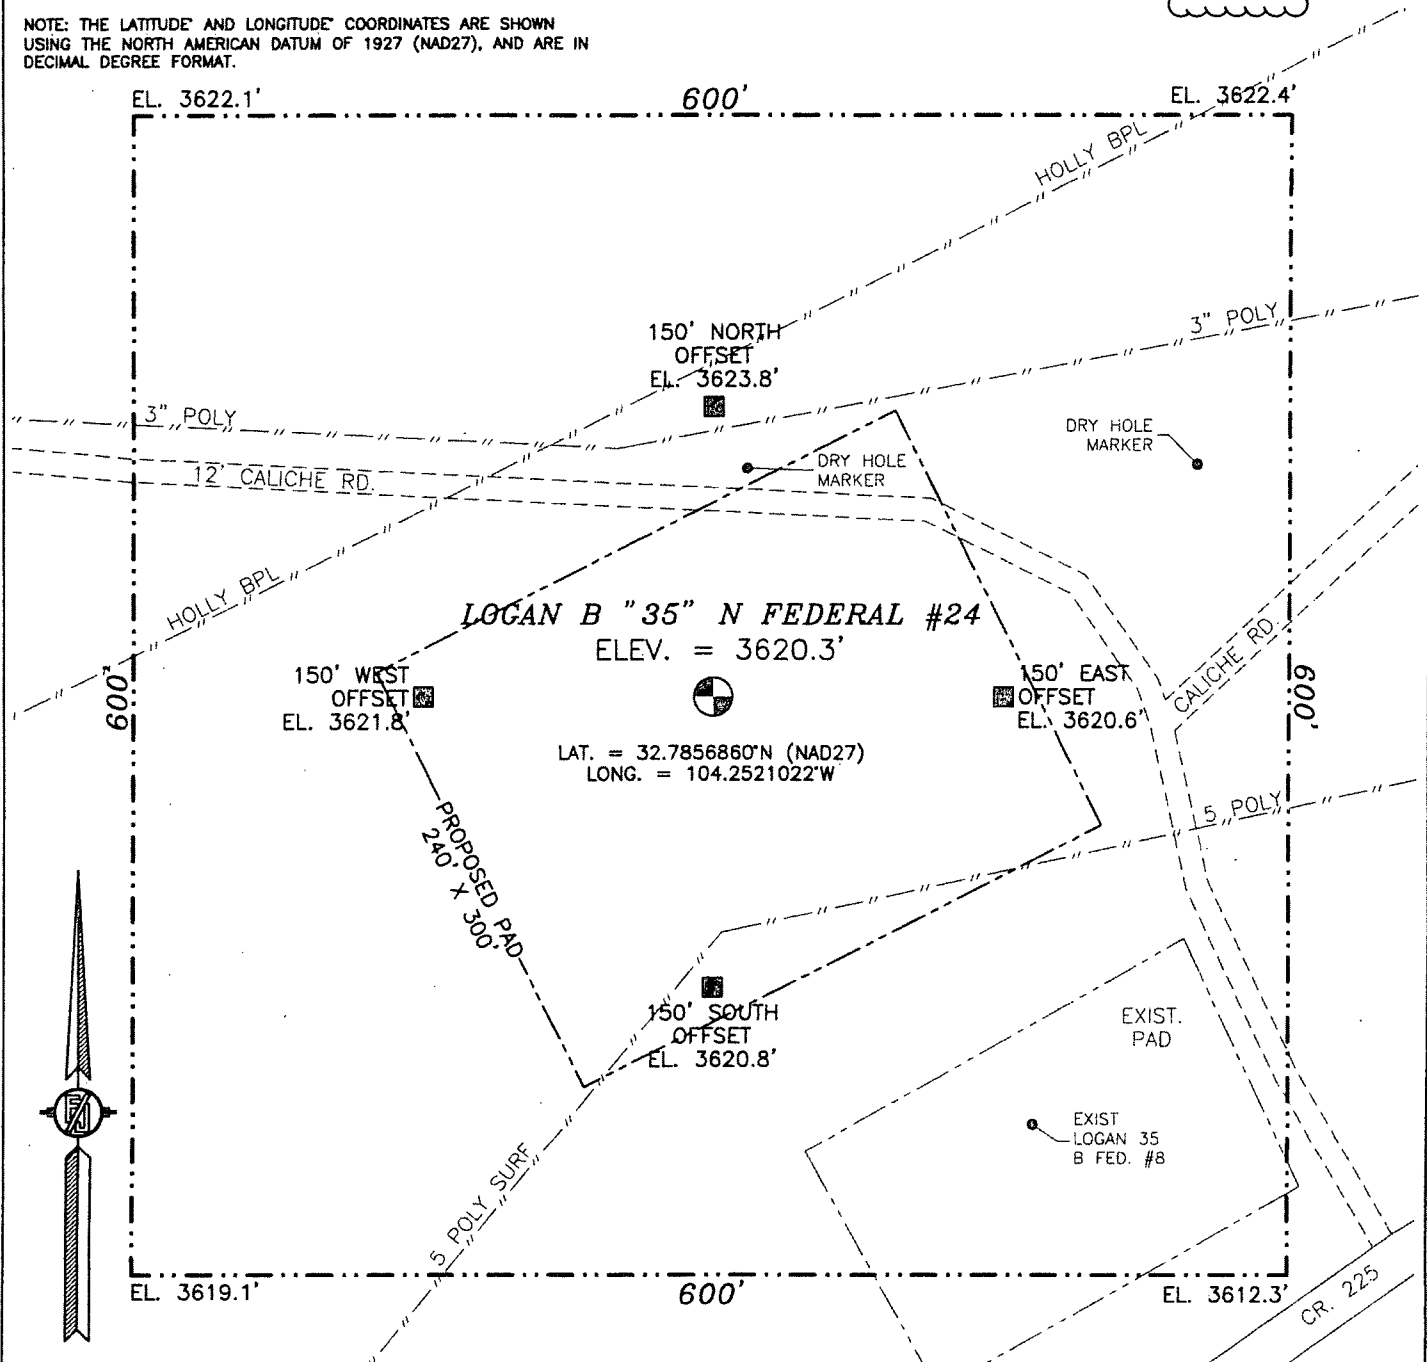 NOTE: THE LATITUDE AND LONGITUDE COORDINATES ARE SHOWN
USING THE NORTH AMERICAN DATUM OF 1927 (NAD27), AND ARE IN
DECIMAL DEGREE FORMAT.
EL. 3622.1'
600'
EL. 3622.4'
HOLLY BPL
3" POLY
150' NORTH
OFFSET
EL. 3623.8'
3" POLY
DRY HOLE
MARKER
DRY HOLE
MARKER
12' CALICHE RD.
HOLLY BPL
LOGAN B "35" N FEDERAL #24
ELEV. = 3620.3'
150' WEST
OFFSET
EL. 3621.8'
150' EAST
OFFSET
EL. 3620.6'
CALICHE RD.
600'
600'
LAT. = 32.7856860°N (NAD27)
LONG. = 104.2521022°W
PROPOSED PAD
240' X 300'
5 POLY
150' SOUTH
OFFSET
EL. 3620.8'
EXIST.
PAD
EXIST
LOGAN 35
B FED. #8
5 POLY SURF
EL. 3619.1'
600'
EL. 3612.3'
CR. 225